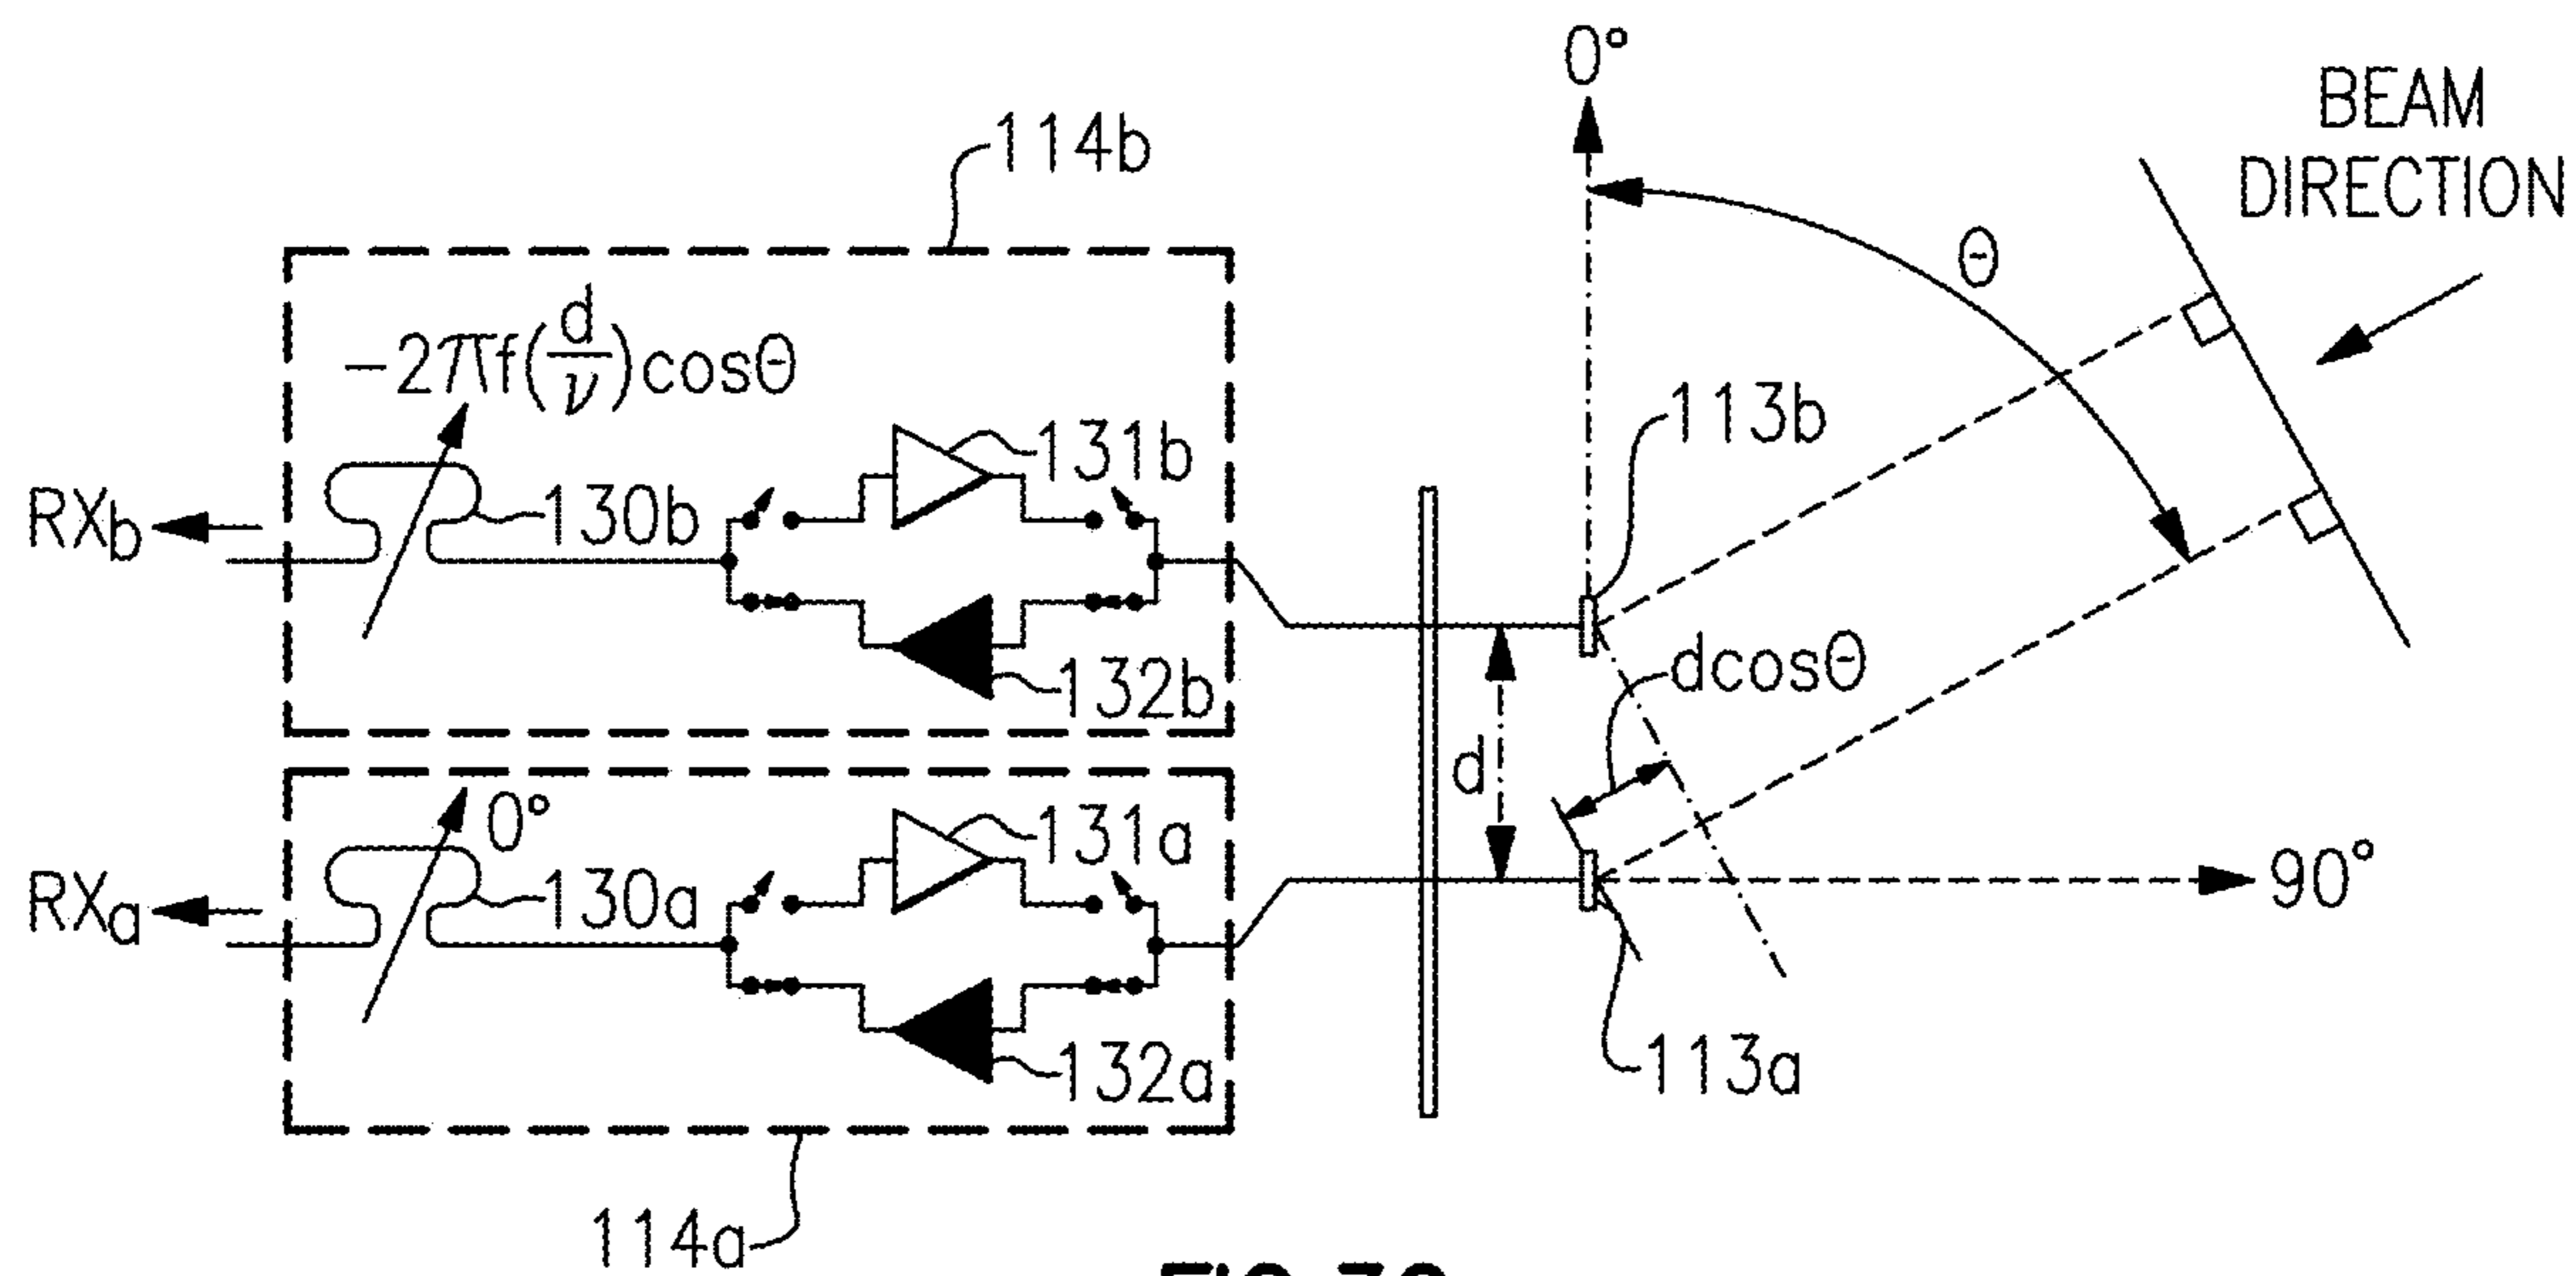 0°
BEAM
DIRECTION
114b
θ
−2πf(d/ν)cosθ
131b
113b
RXb
130b
132b
dcosθ
d
0°
131a
RXa
130a
90°
132a
113a
114a